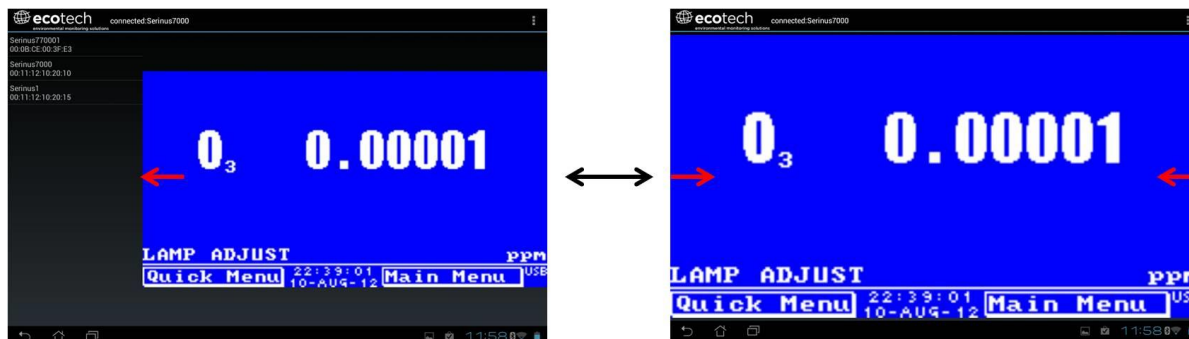 ecotech connected:Serinus7000
environmental monitoring solutions
Serinus770001
00:0B:CE:00:3F:E3
Serinus7000
00:11:12:10:20:10
Serinus1
00:11:12:10:20:15
O3 0.00001
LAMP ADJUST ppm
Quick Menu 22:39:01 10-AUG-12 Main Menu USB
11:58
ecotech connected:Serinus7000
environmental monitoring solutions
O3 0.00001
LAMP ADJUST ppm
Quick Menu 22:39:01 10-AUG-12 Main Menu US
11:58